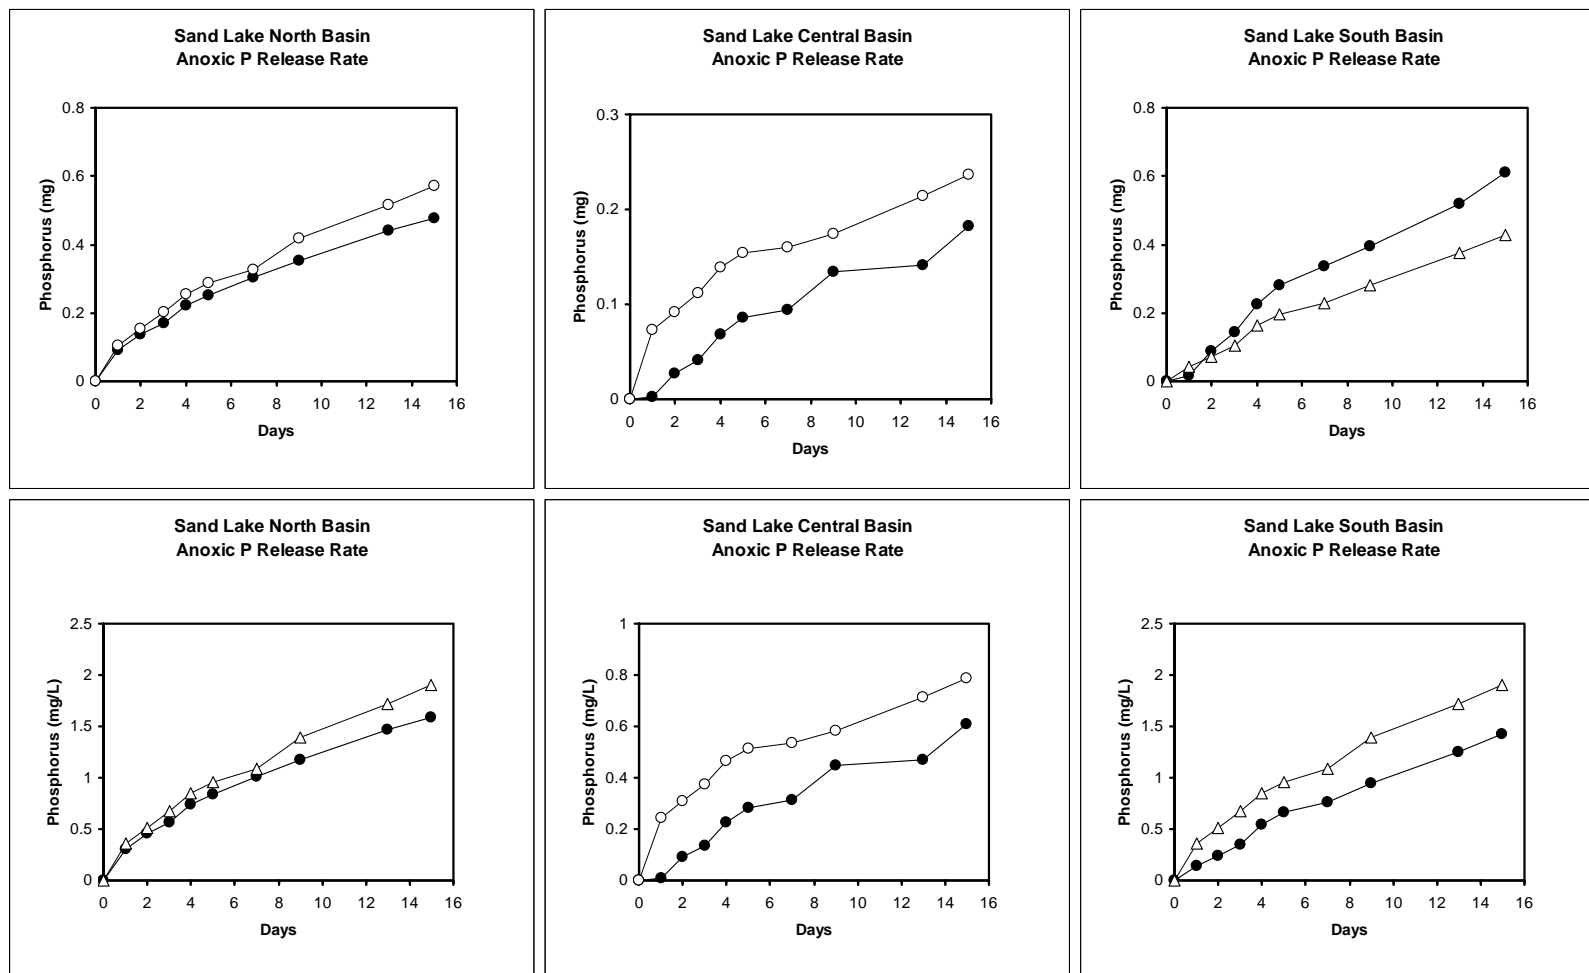 Sand Lake North Basin
Anoxic P Release Rate
0.8
0.6
0.4
0.2
0
Phosphorus (mg)
0 2 4 6 8 10 12 14 16
Days
Sand Lake Central Basin
Anoxic P Release Rate
0.3
0.2
0.1
0
Phosphorus (mg)
0 2 4 6 8 10 12 14 16
Days
Sand Lake South Basin
Anoxic P Release Rate
0.8
0.6
0.4
0.2
0
Phosphorus (mg)
0 2 4 6 8 10 12 14 16
Days
Sand Lake North Basin
Anoxic P Release Rate
2.5
2
1.5
1
0.5
0
Phosphorus (mg/L)
0 2 4 6 8 10 12 14 16
Days
Sand Lake Central Basin
Anoxic P Release Rate
1
0.8
0.6
0.4
0.2
0
Phosphorus (mg/L)
0 2 4 6 8 10 12 14 16
Days
Sand Lake South Basin
Anoxic P Release Rate
2.5
2
1.5
1
0.5
0
Phosphorus (mg/L)
0 2 4 6 8 10 12 14 16
Days